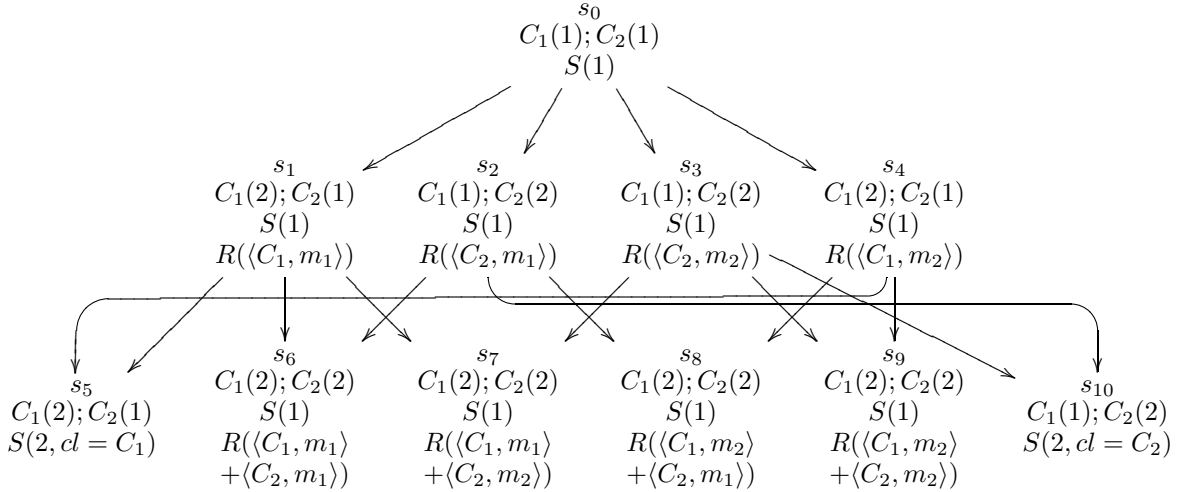 s₀
C₁(1); C₂(1)
S(1)
s₁
C₁(2); C₂(1)
S(1)
R(⟨C₁, m₁⟩)
s₂
C₁(1); C₂(2)
S(1)
R(⟨C₂, m₁⟩)
s₃
C₁(1); C₂(2)
S(1)
R(⟨C₂, m₂⟩)
s₄
C₁(2); C₂(1)
S(1)
R(⟨C₁, m₂⟩)
s₅
C₁(2); C₂(1)
S(2, cl = C₁)
s₆
C₁(2); C₂(2)
S(1)
R(⟨C₁, m₁⟩
+⟨C₂, m₁⟩)
s₇
C₁(2); C₂(2)
S(1)
R(⟨C₁, m₁⟩
+⟨C₂, m₂⟩)
s₈
C₁(2); C₂(2)
S(1)
R(⟨C₁, m₂⟩
+⟨C₂, m₁⟩)
s₉
C₁(2); C₂(2)
S(1)
R(⟨C₁, m₂⟩
+⟨C₂, m₂⟩)
s₁₀
C₁(1); C₂(2)
S(2, cl = C₂)